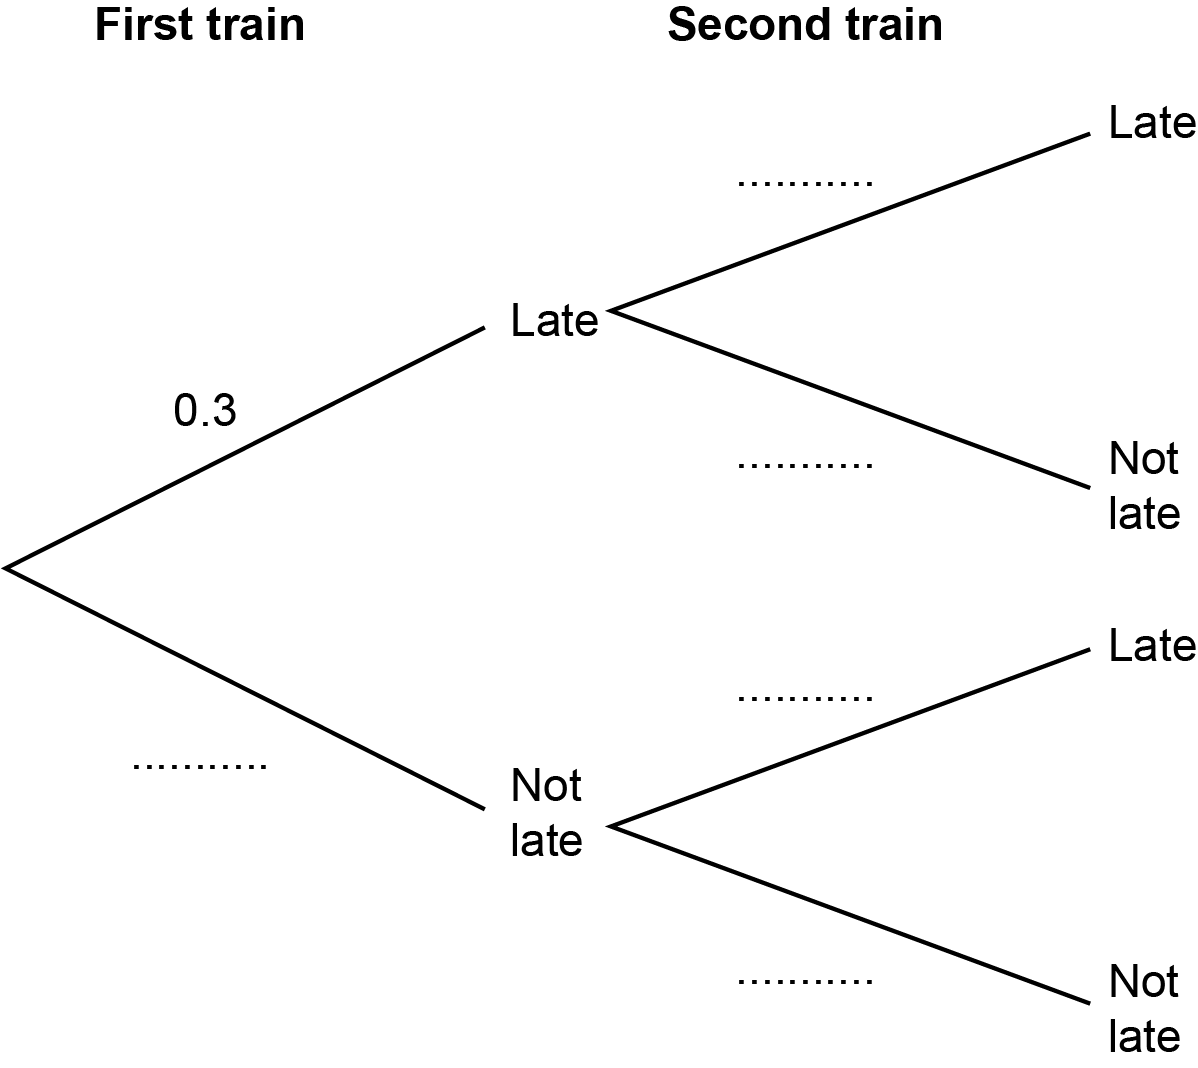 First train
Second train
Late
...........
Late
0.3
...........
Not
late
Late
...........
...........
Not
late
...........
Not
late